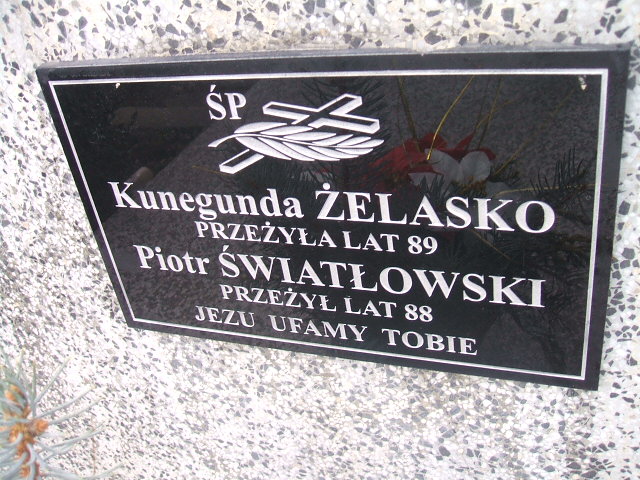 ŚP
Kunegunda ŻELASKO
PRZEŻYŁA LAT 89
Piotr ŚWIATŁOWSKI
PRZEŻYŁ LAT 88
JEZU UFAMY TOBIE